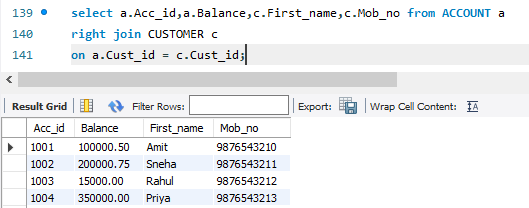 139 select a.Acc_id,a.Balance,c.First_name,c.Mob_no from ACCOUNT a
140 right join CUSTOMER c
141 on a.Cust_id = c.Cust_id;
Result Grid Filter Rows: Export: Wrap Cell Content:
Acc_id Balance First_name Mob_no
1001 100000.50 Amit 9876543210
1002 200000.75 Sneha 9876543211
1003 15000.00 Rahul 9876543212
1004 350000.00 Priya 9876543213